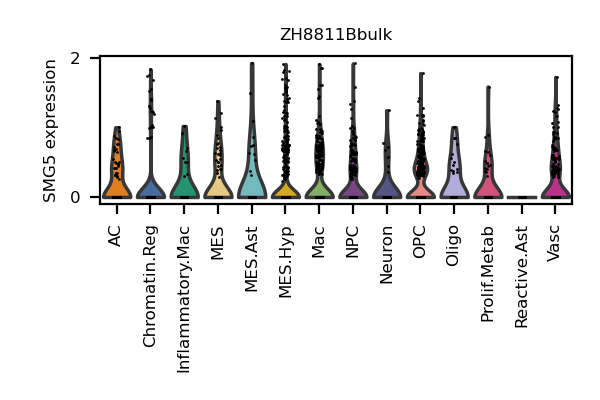 ZH8811Bbulk
SMG5 expression
2
0
AC
Chromatin.Reg
Inflammatory.Mac
MES
MES.Ast
MES.Hyp
Mac
NPC
Neuron
OPC
Oligo
Prolif.Metab
Reactive.Ast
Vasc